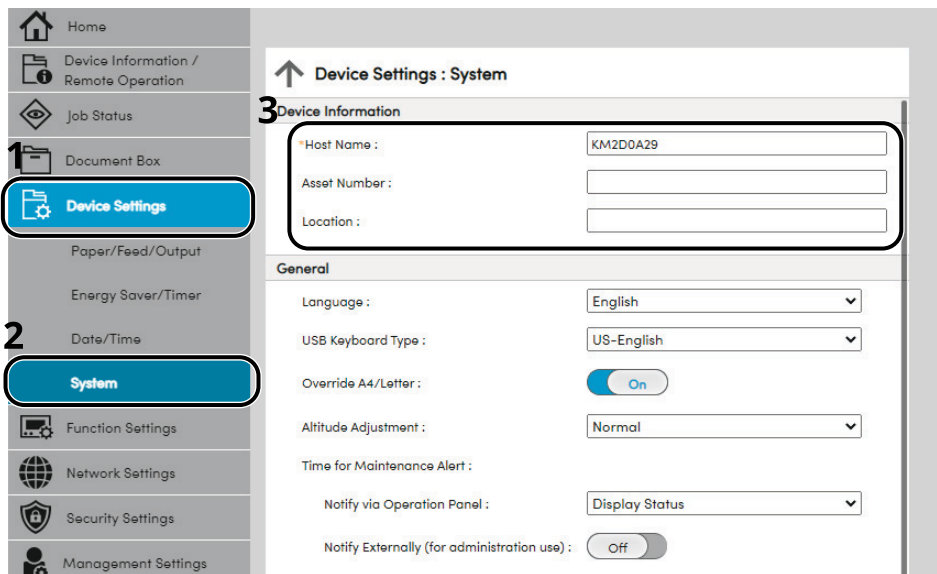 Home
Device Information /
Remote Operation
Job Status
1
Document Box
Device Settings
Paper/Feed/Output
Energy Saver/Timer
2
Date/Time
System
Function Settings
Network Settings
Security Settings
Management Settings
Device Settings : System
3
Device Information
*Host Name : KM2D0A29
Asset Number :
Location :
General
Language : English
USB Keyboard Type : US-English
Override A4/Letter : On
Altitude Adjustment : Normal
Time for Maintenance Alert :
Notify via Operation Panel : Display Status
Notify Externally (for administration use) : Off